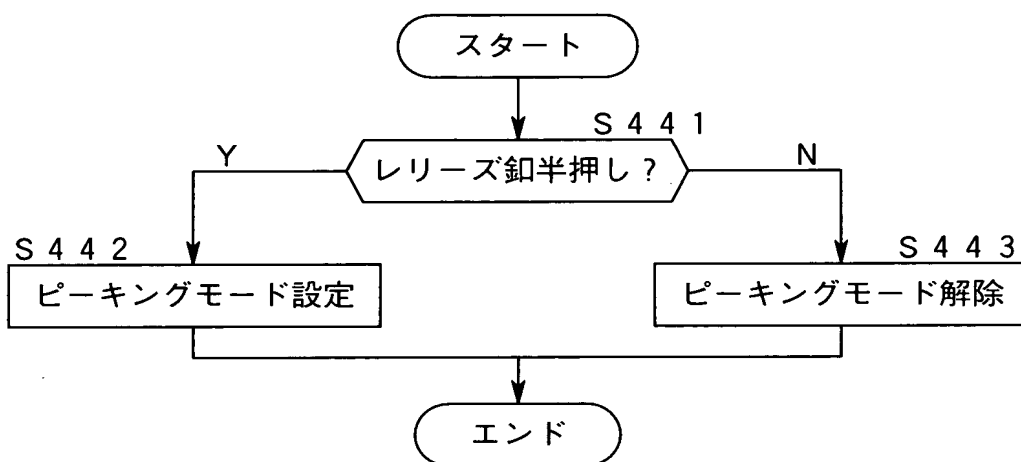 スタート
S441
レリーズ釦半押し?
Y
N
S442
ピーキングモード設定
S443
ピーキングモード解除
エンド